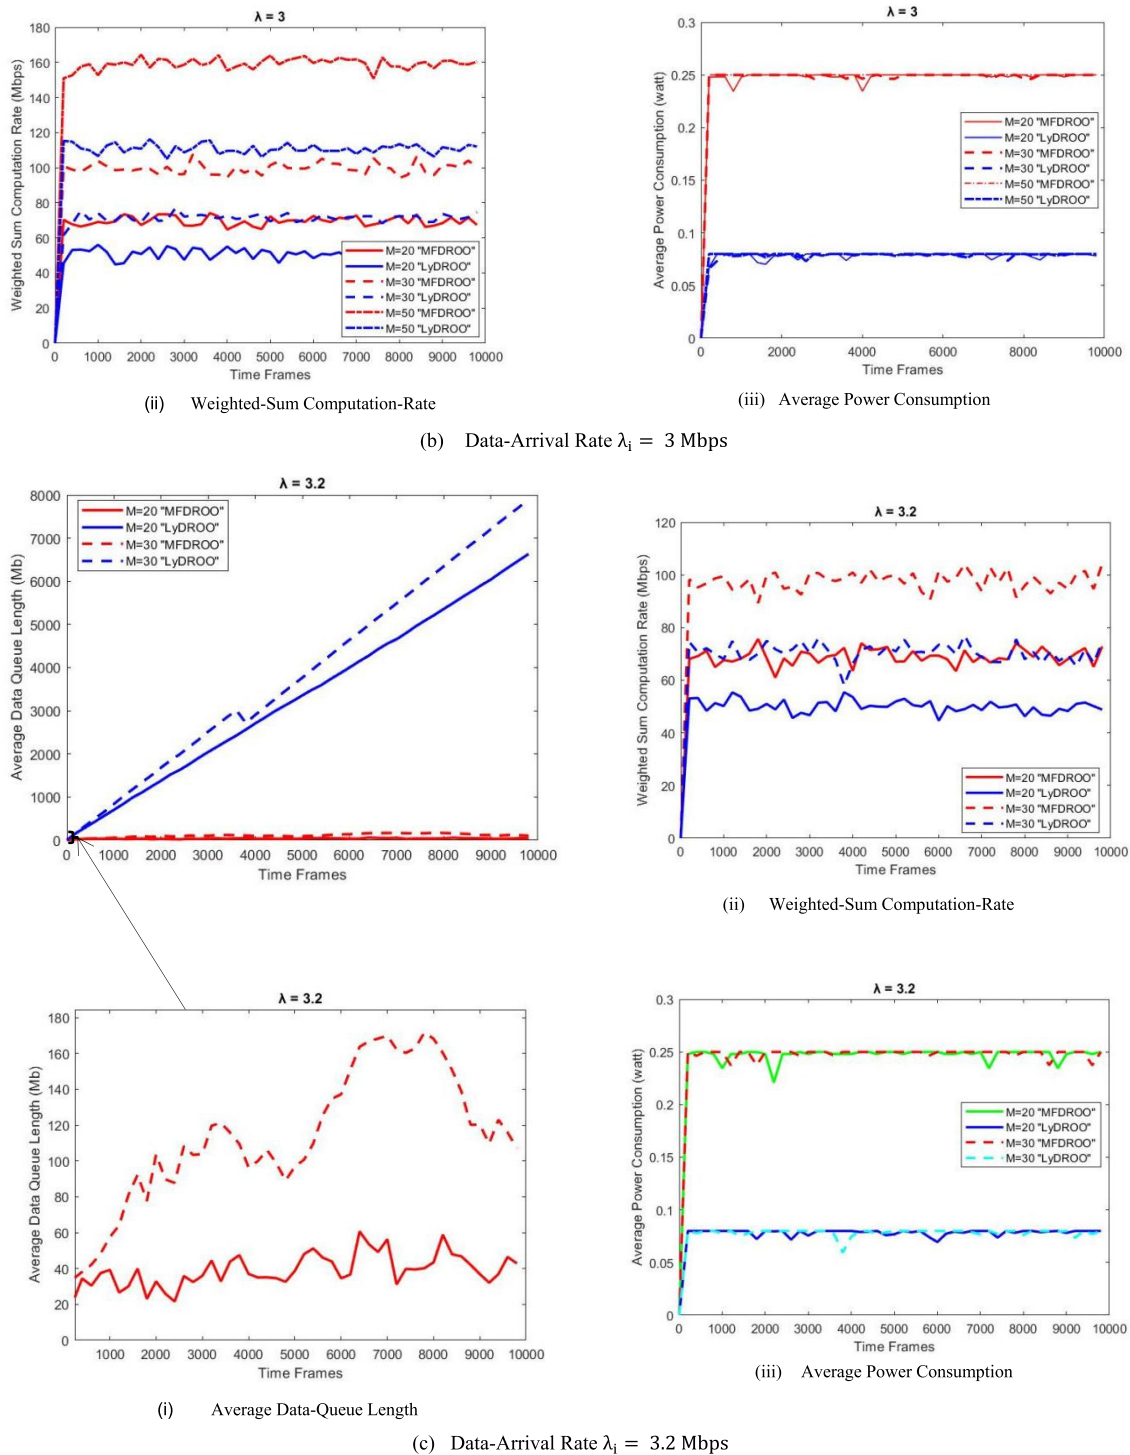 λ = 3
Weighted Sum Computation Rate (Mbps)
180
160
140
120
100
80
60
40
20
0
M=20 "MFDROO"
M=20 "LyDROO"
M=30 "MFDROO"
M=30 "LyDROO"
M=50 "MFDROO"
M=50 "LyDROO"
0 1000 2000 3000 4000 5000 6000 7000 8000 9000 10000
Time Frames
(ii) Weighted-Sum Computation-Rate
λ = 3
Average Power Consumption (watt)
0.3
0.25
0.2
0.15
0.1
0.05
0
M=20 "MFDROO"
M=20 "LyDROO"
M=30 "MFDROO"
M=30 "LyDROO"
M=50 "MFDROO"
M=50 "LyDROO"
0 2000 4000 6000 8000 10000
Time Frames
(iii) Average Power Consumption
(b) Data-Arrival Rate λi = 3 Mbps
λ = 3.2
Average Data Queue Length (Mb)
8000
7000
6000
5000
4000
3000
2000
1000
0
M=20 "MFDROO"
M=20 "LyDROO"
M=30 "MFDROO"
M=30 "LyDROO"
0 1000 2000 3000 4000 5000 6000 7000 8000 9000 10000
Time Frames
λ = 3.2
Weighted Sum Computation Rate (Mbps)
120
100
80
60
40
20
0
M=20 "MFDROO"
M=20 "LyDROO"
M=30 "MFDROO"
M=30 "LyDROO"
0 1000 2000 3000 4000 5000 6000 7000 8000 9000 10000
Time Frames
(ii) Weighted-Sum Computation-Rate
λ = 3.2
Average Data Queue Length (Mb)
180
160
140
120
100
80
60
40
20
0
1000 2000 3000 4000 5000 6000 7000 8000 9000 10000
Time Frames
(i) Average Data-Queue Length
λ = 3.2
Average Power Consumption (watt)
0.3
0.25
0.2
0.15
0.1
0.05
0
M=20 "MFDROO"
M=20 "LyDROO"
M=30 "MFDROO"
M=30 "LyDROO"
0 1000 2000 3000 4000 5000 6000 7000 8000 9000 10000
Time Frames
(iii) Average Power Consumption
(c) Data-Arrival Rate λi = 3.2 Mbps